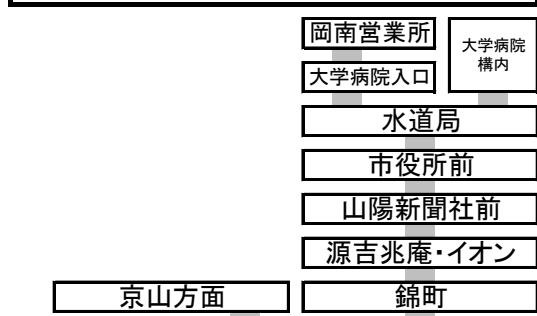 岡南営業所
大学病院
構内
大学病院入口
水道局
市役所前
山陽新聞社前
源吉兆庵・イオン
京山方面
錦町